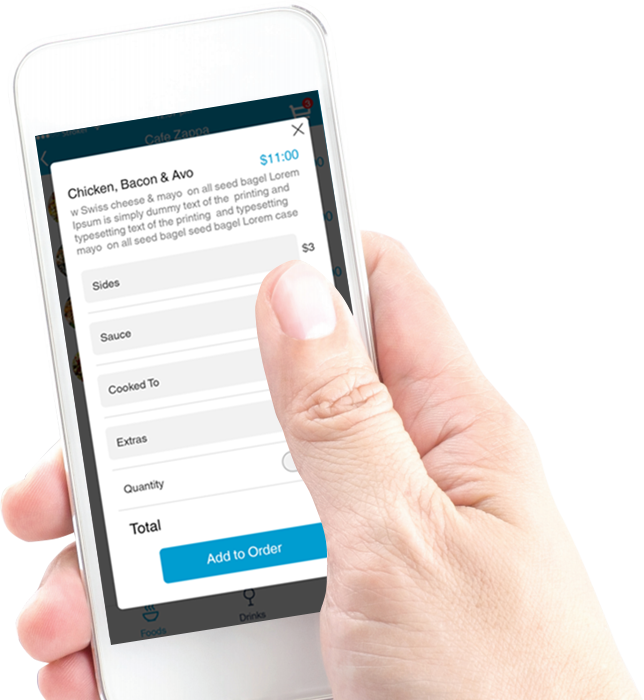 3
Cafe Zappa
Chicken, Bacon & Avo
$11:00
w Swiss cheese & mayo on all seed bagel Lorem
Ipsum is simply dummy text of the printing and
typesetting text of the printing and typesetting
mayo on all seed bagel seed bagel Lorem case
Sides
$3
Sauce
Cooked To
Extras
Quantity
Total
Add to Order
Foods
Drinks